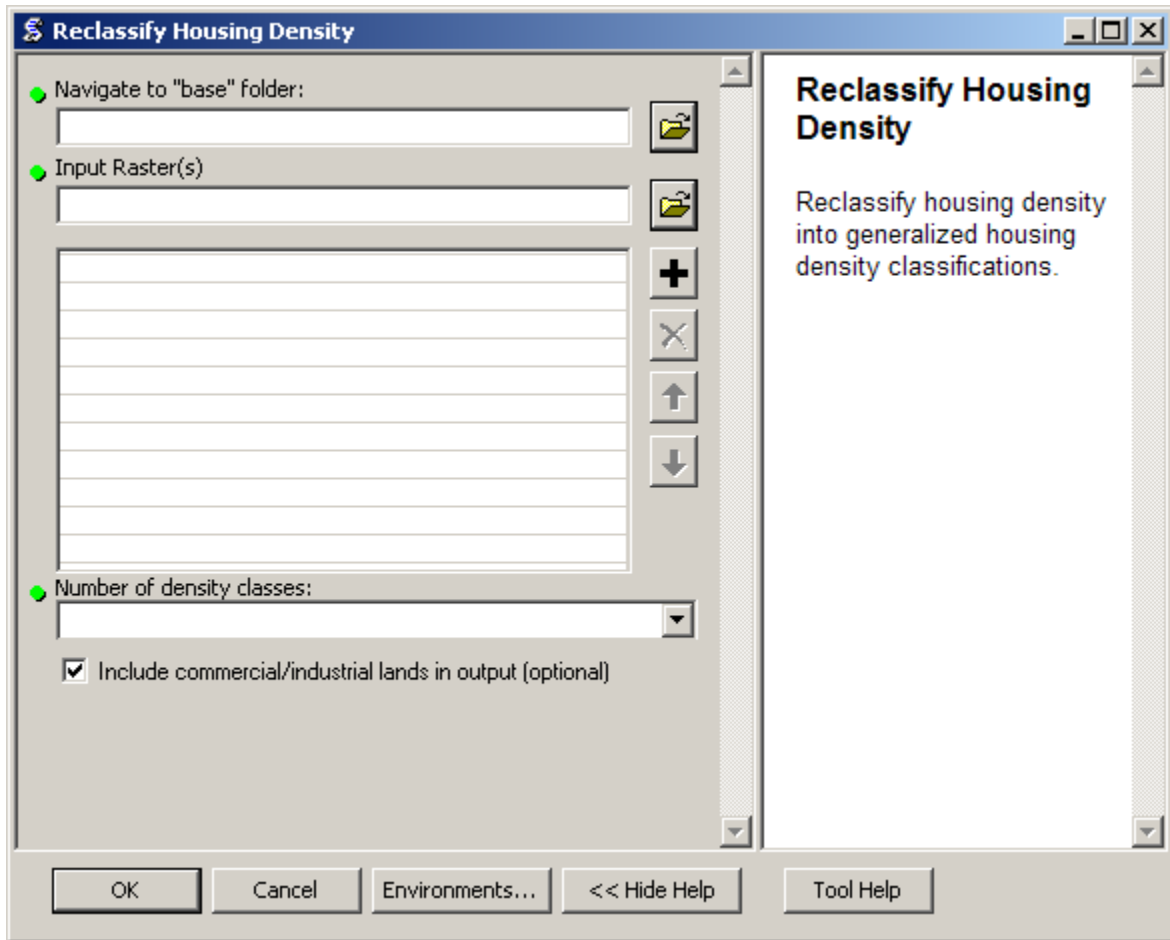 Reclassify Housing Density
Navigate to "base" folder:
Input Raster(s)
Number of density classes:
Include commercial/industrial lands in output (optional)
Reclassify Housing
Density
Reclassify housing density
into generalized housing
density classifications.
OK
Cancel
Environments...
<< Hide Help
Tool Help